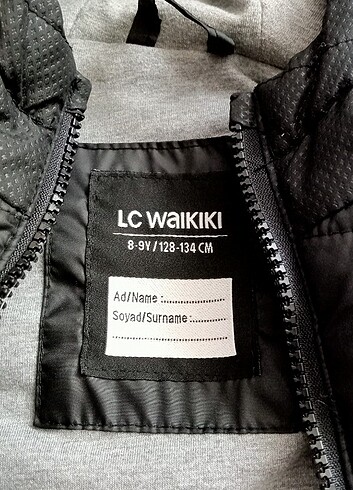 LC WAIKIKI
8-9Y/128-134 CM
Ad/Name :....................
Soyad/Surname :............
.....................................